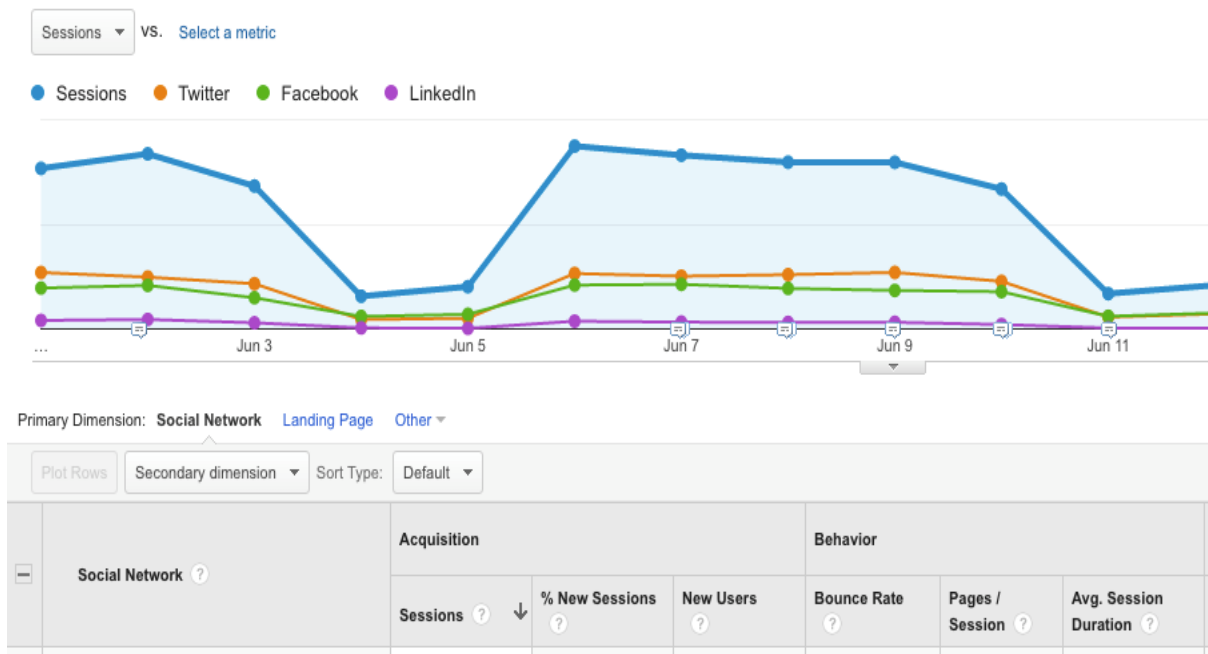 Sessions VS. Select a metric
Sessions Twitter Facebook LinkedIn
... Jun 3 Jun 5 Jun 7 Jun 9 Jun 11
Primary Dimension: Social Network Landing Page Other
Plot Rows Secondary dimension Sort Type: Default
Acquisition Behavior
Social Network ?
Sessions ? % New Sessions ? New Users ? Bounce Rate ? Pages / Session ? Avg. Session Duration ?